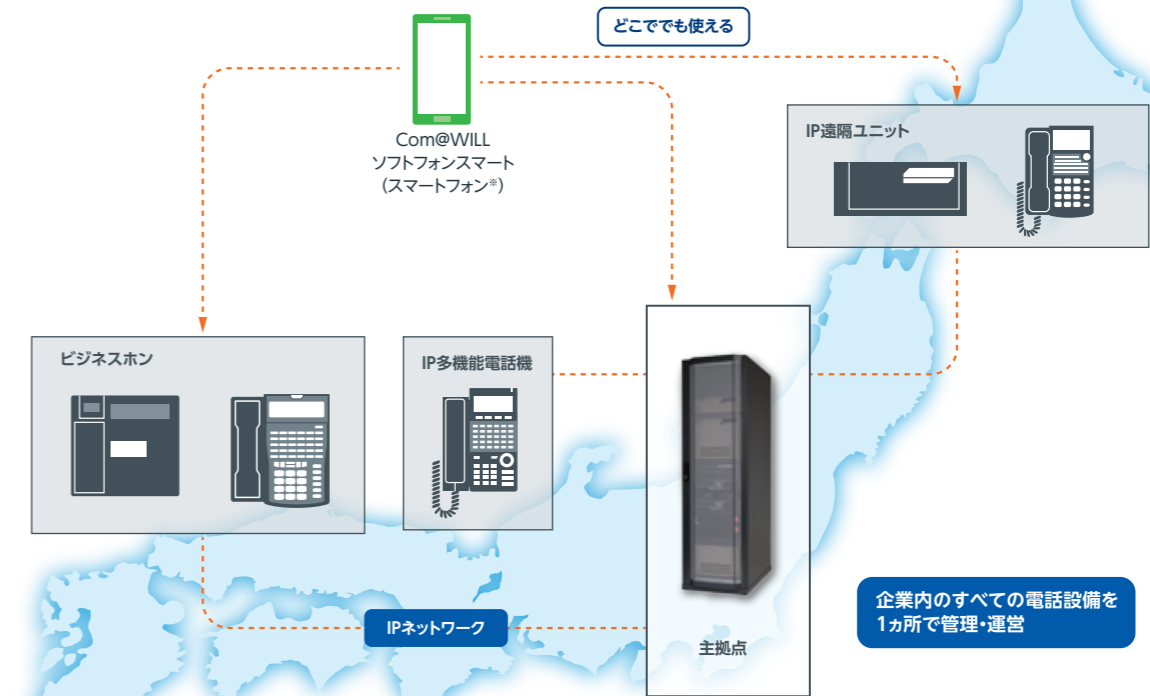 どこででも使える
Com@WILL
ソフトフォンスマート
（スマートフォン※）
IP遠隔ユニット
ビジネスホン
IP多機能電話機
IPネットワーク
主拠点
企業内のすべての電話設備を
1ヵ所で管理・運営